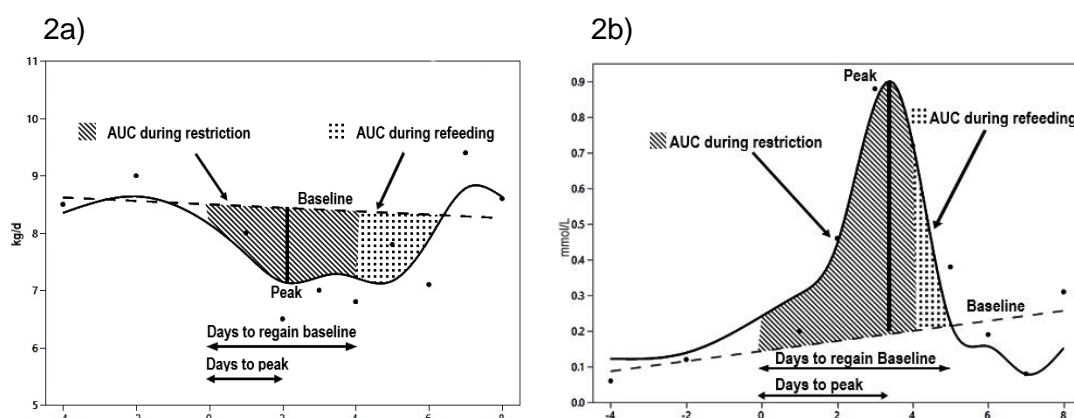 2a)
11
10
9
8
7
6
5
kg/d
AUC during restriction
AUC during refeeding
Baseline
Peak
Days to regain baseline
Days to peak
-4
-2
0
2
4
6
8
2b)
0.9
0.8
0.7
0.6
0.5
0.4
0.3
0.2
0.1
0.0
mmol/L
Peak
AUC during restriction
AUC during refeeding
Baseline
Days to regain Baseline
Days to peak
-4
-2
0
2
4
6
8